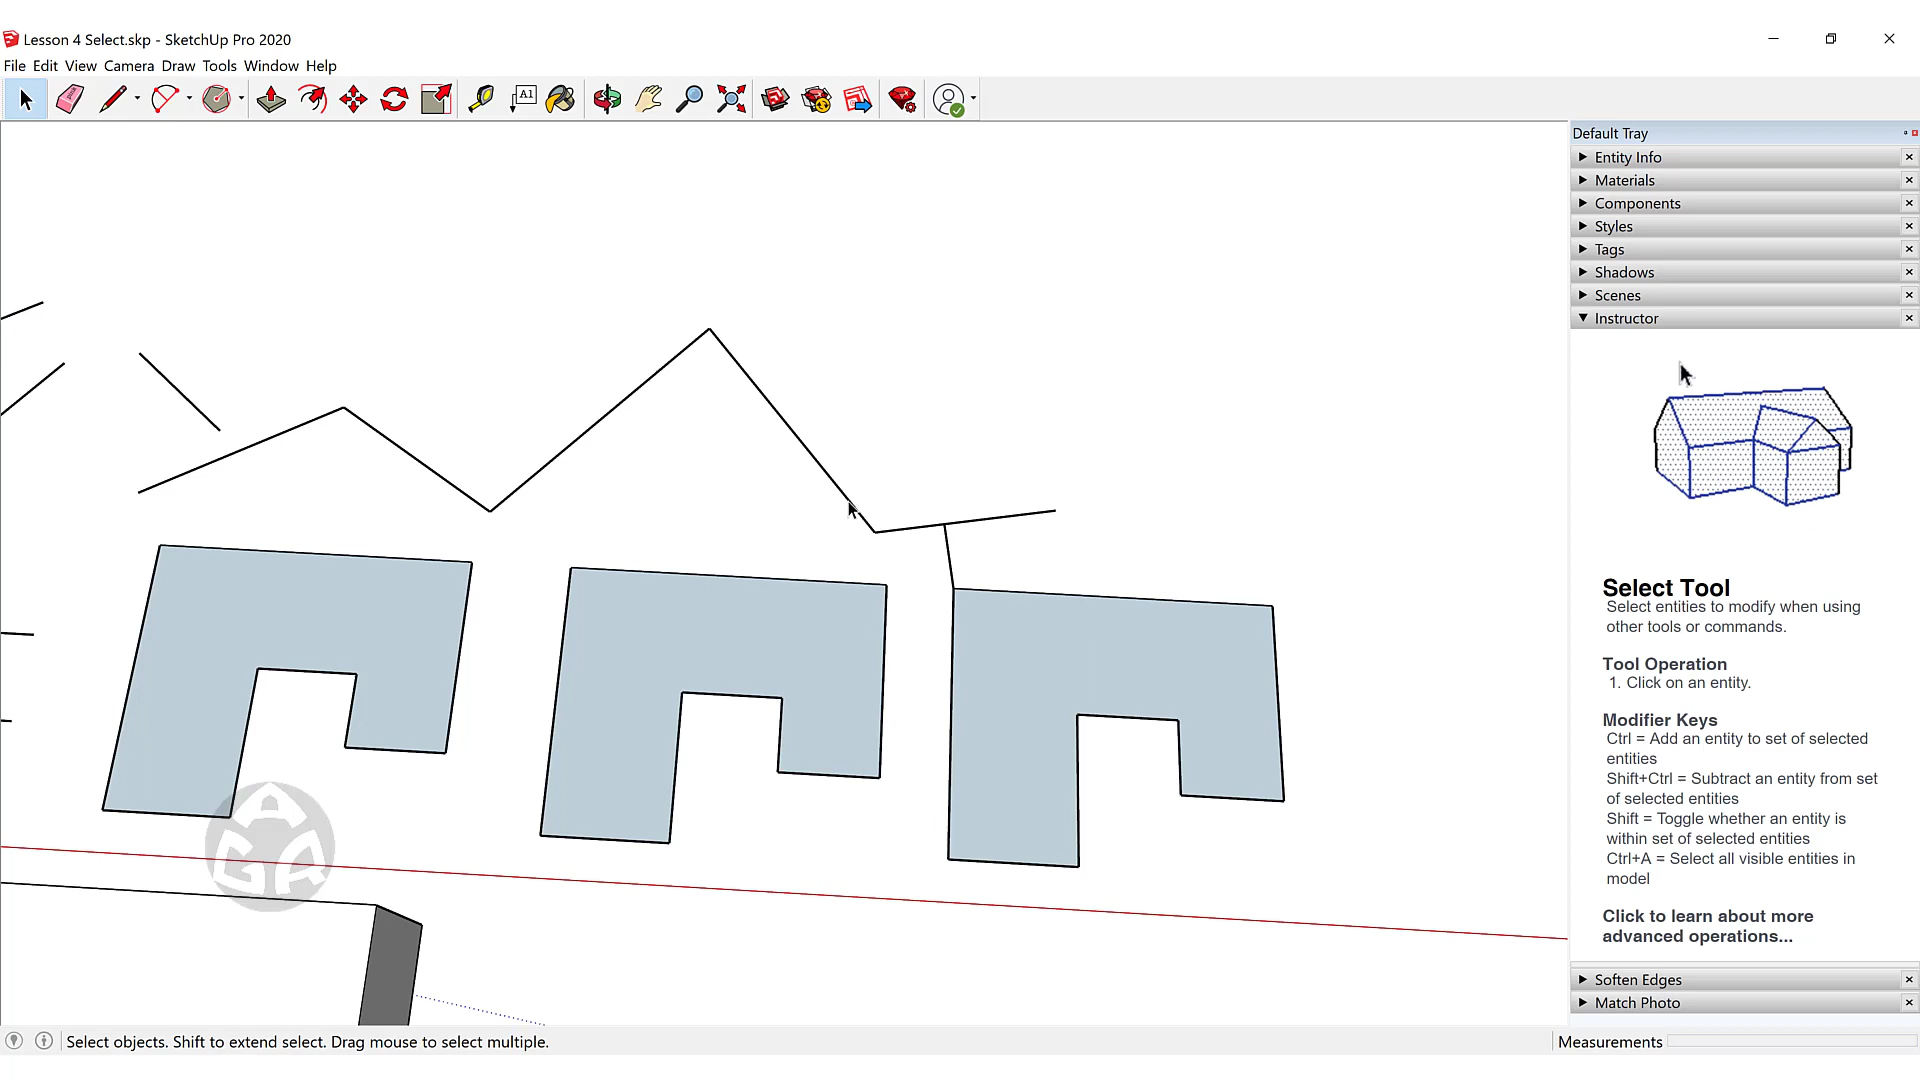 Lesson 4 Select.skp - SketchUp Pro 2020
File Edit View Camera Draw Tools Window Help
A1
Default Tray
Entity Info
Materials
Components
Styles
Tags
Shadows
Scenes
Instructor
Select Tool
Select entities to modify when using
other tools or commands.
Tool Operation
1. Click on an entity.
Modifier Keys
Ctrl = Add an entity to set of selected
entities
Shift+Ctrl = Subtract an entity from set
of selected entities
Shift = Toggle whether an entity is
within set of selected entities
Ctrl+A = Select all visible entities in
model
Click to learn about more
advanced operations...
Soften Edges
Match Photo
Select objects. Shift to extend select. Drag mouse to select multiple.
Measurements